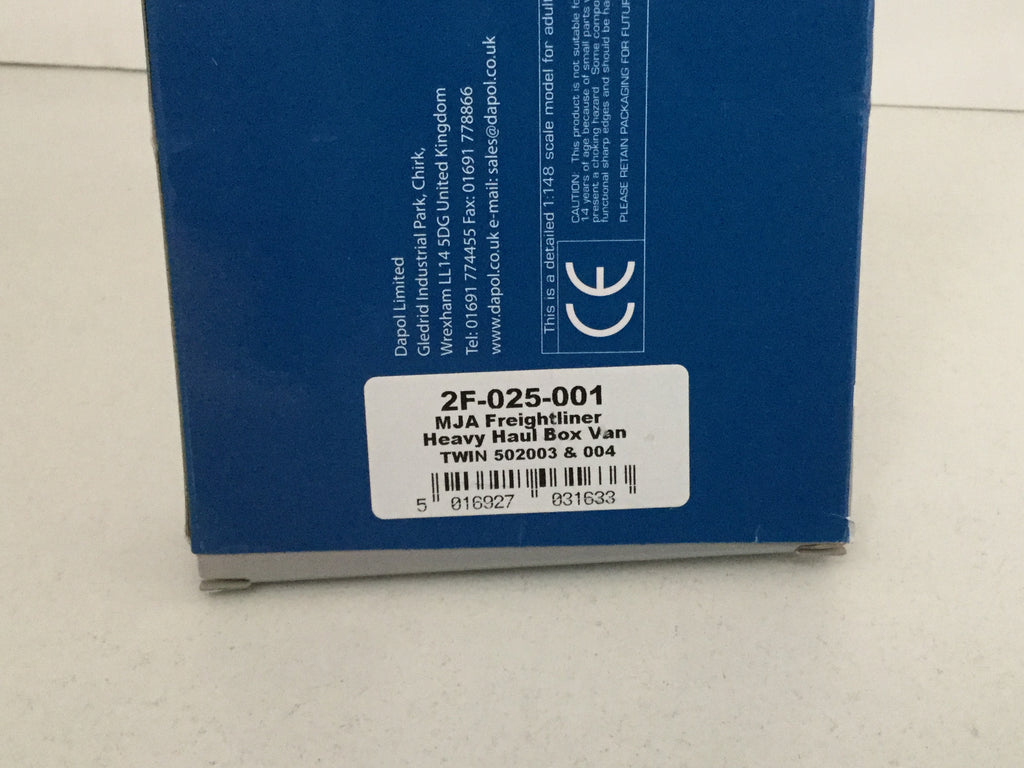 Dapol Limited
Gledrid Industrial Park, Chirk,
Wrexham LL14 5DG United Kingdom
Tel: 01691 774455 Fax: 01691 778866
www.dapol.co.uk e-mail: sales@dapol.co.uk
This is a detailed 1:148 scale model for adul
CAUTION: This product is not suitable fo
14 years of age because of small parts w
present a choking hazard. Some compo
functional sharp edges and should be ha
PLEASE RETAIN PACKAGING FOR FUTUR
CE
2F-025-001
MJA Freightliner
Heavy Haul Box Van
TWIN 502003 & 004
5 016927 031633